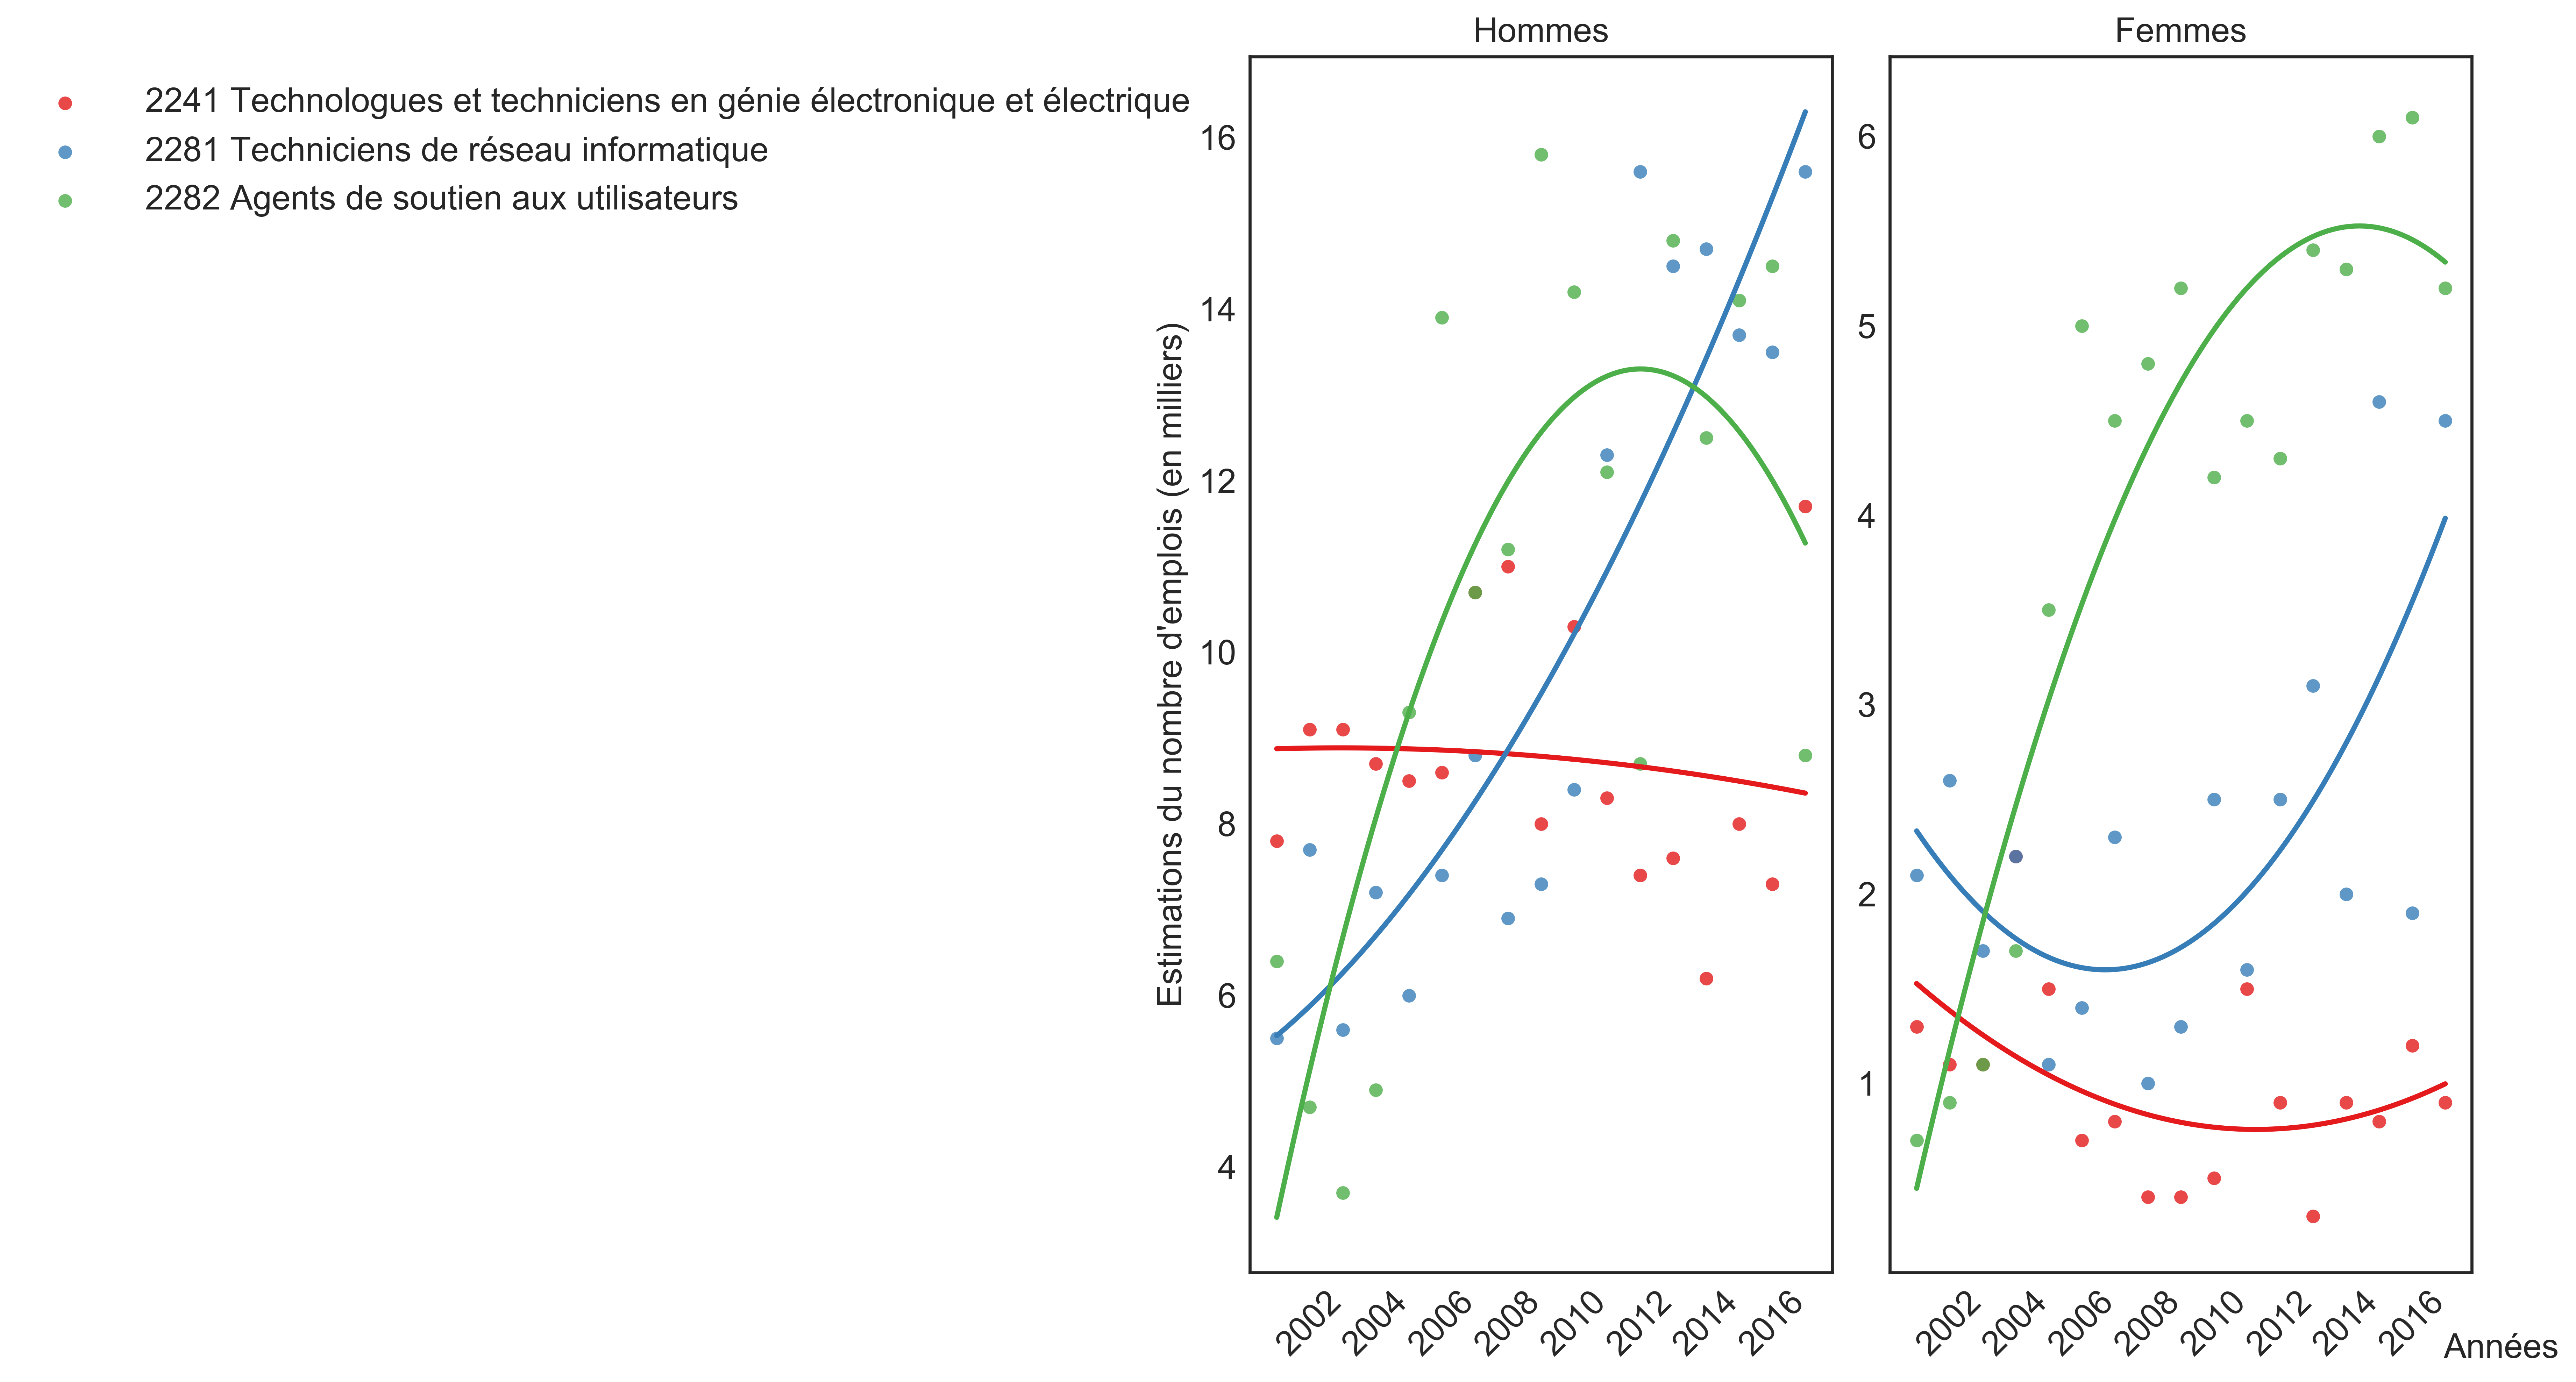 Hommes
Femmes
2241 Technologues et techniciens en génie électronique et électrique
2281 Techniciens de réseau informatique
2282 Agents de soutien aux utilisateurs
Estimations du nombre d'emplois (en milliers)
16
14
12
10
8
6
4
6
5
4
3
2
1
2002 2004 2006 2008 2010 2012 2014 2016
2002 2004 2006 2008 2010 2012 2014 2016
Années